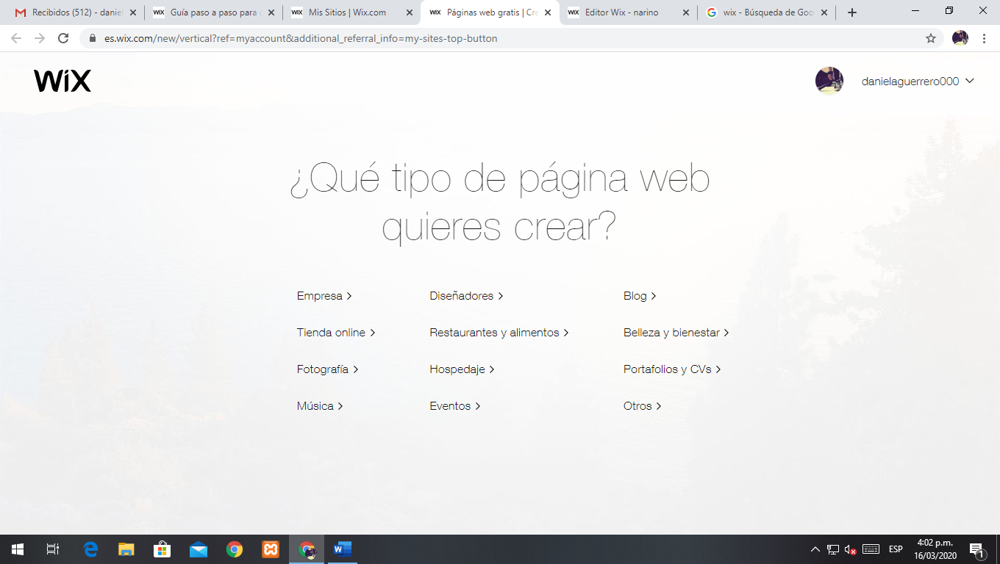 Recibidos (512) - daniel
Guía paso a paso para c
Mis Sitios | Wix.com
Páginas web gratis | Cre
Editor Wix - narino
wix - Búsqueda de Goo
es.wix.com/new/vertical?ref=myaccount&additional_referral_info=my-sites-top-button
WiX
danielaguerrero000
¿Qué tipo de página web
quieres crear?
Empresa
Diseñadores
Blog
Tienda online
Restaurantes y alimentos
Belleza y bienestar
Fotografía
Hospedaje
Portafolios y CVs
Música
Eventos
Otros
ESP
4:02 p.m.
16/03/2020
1